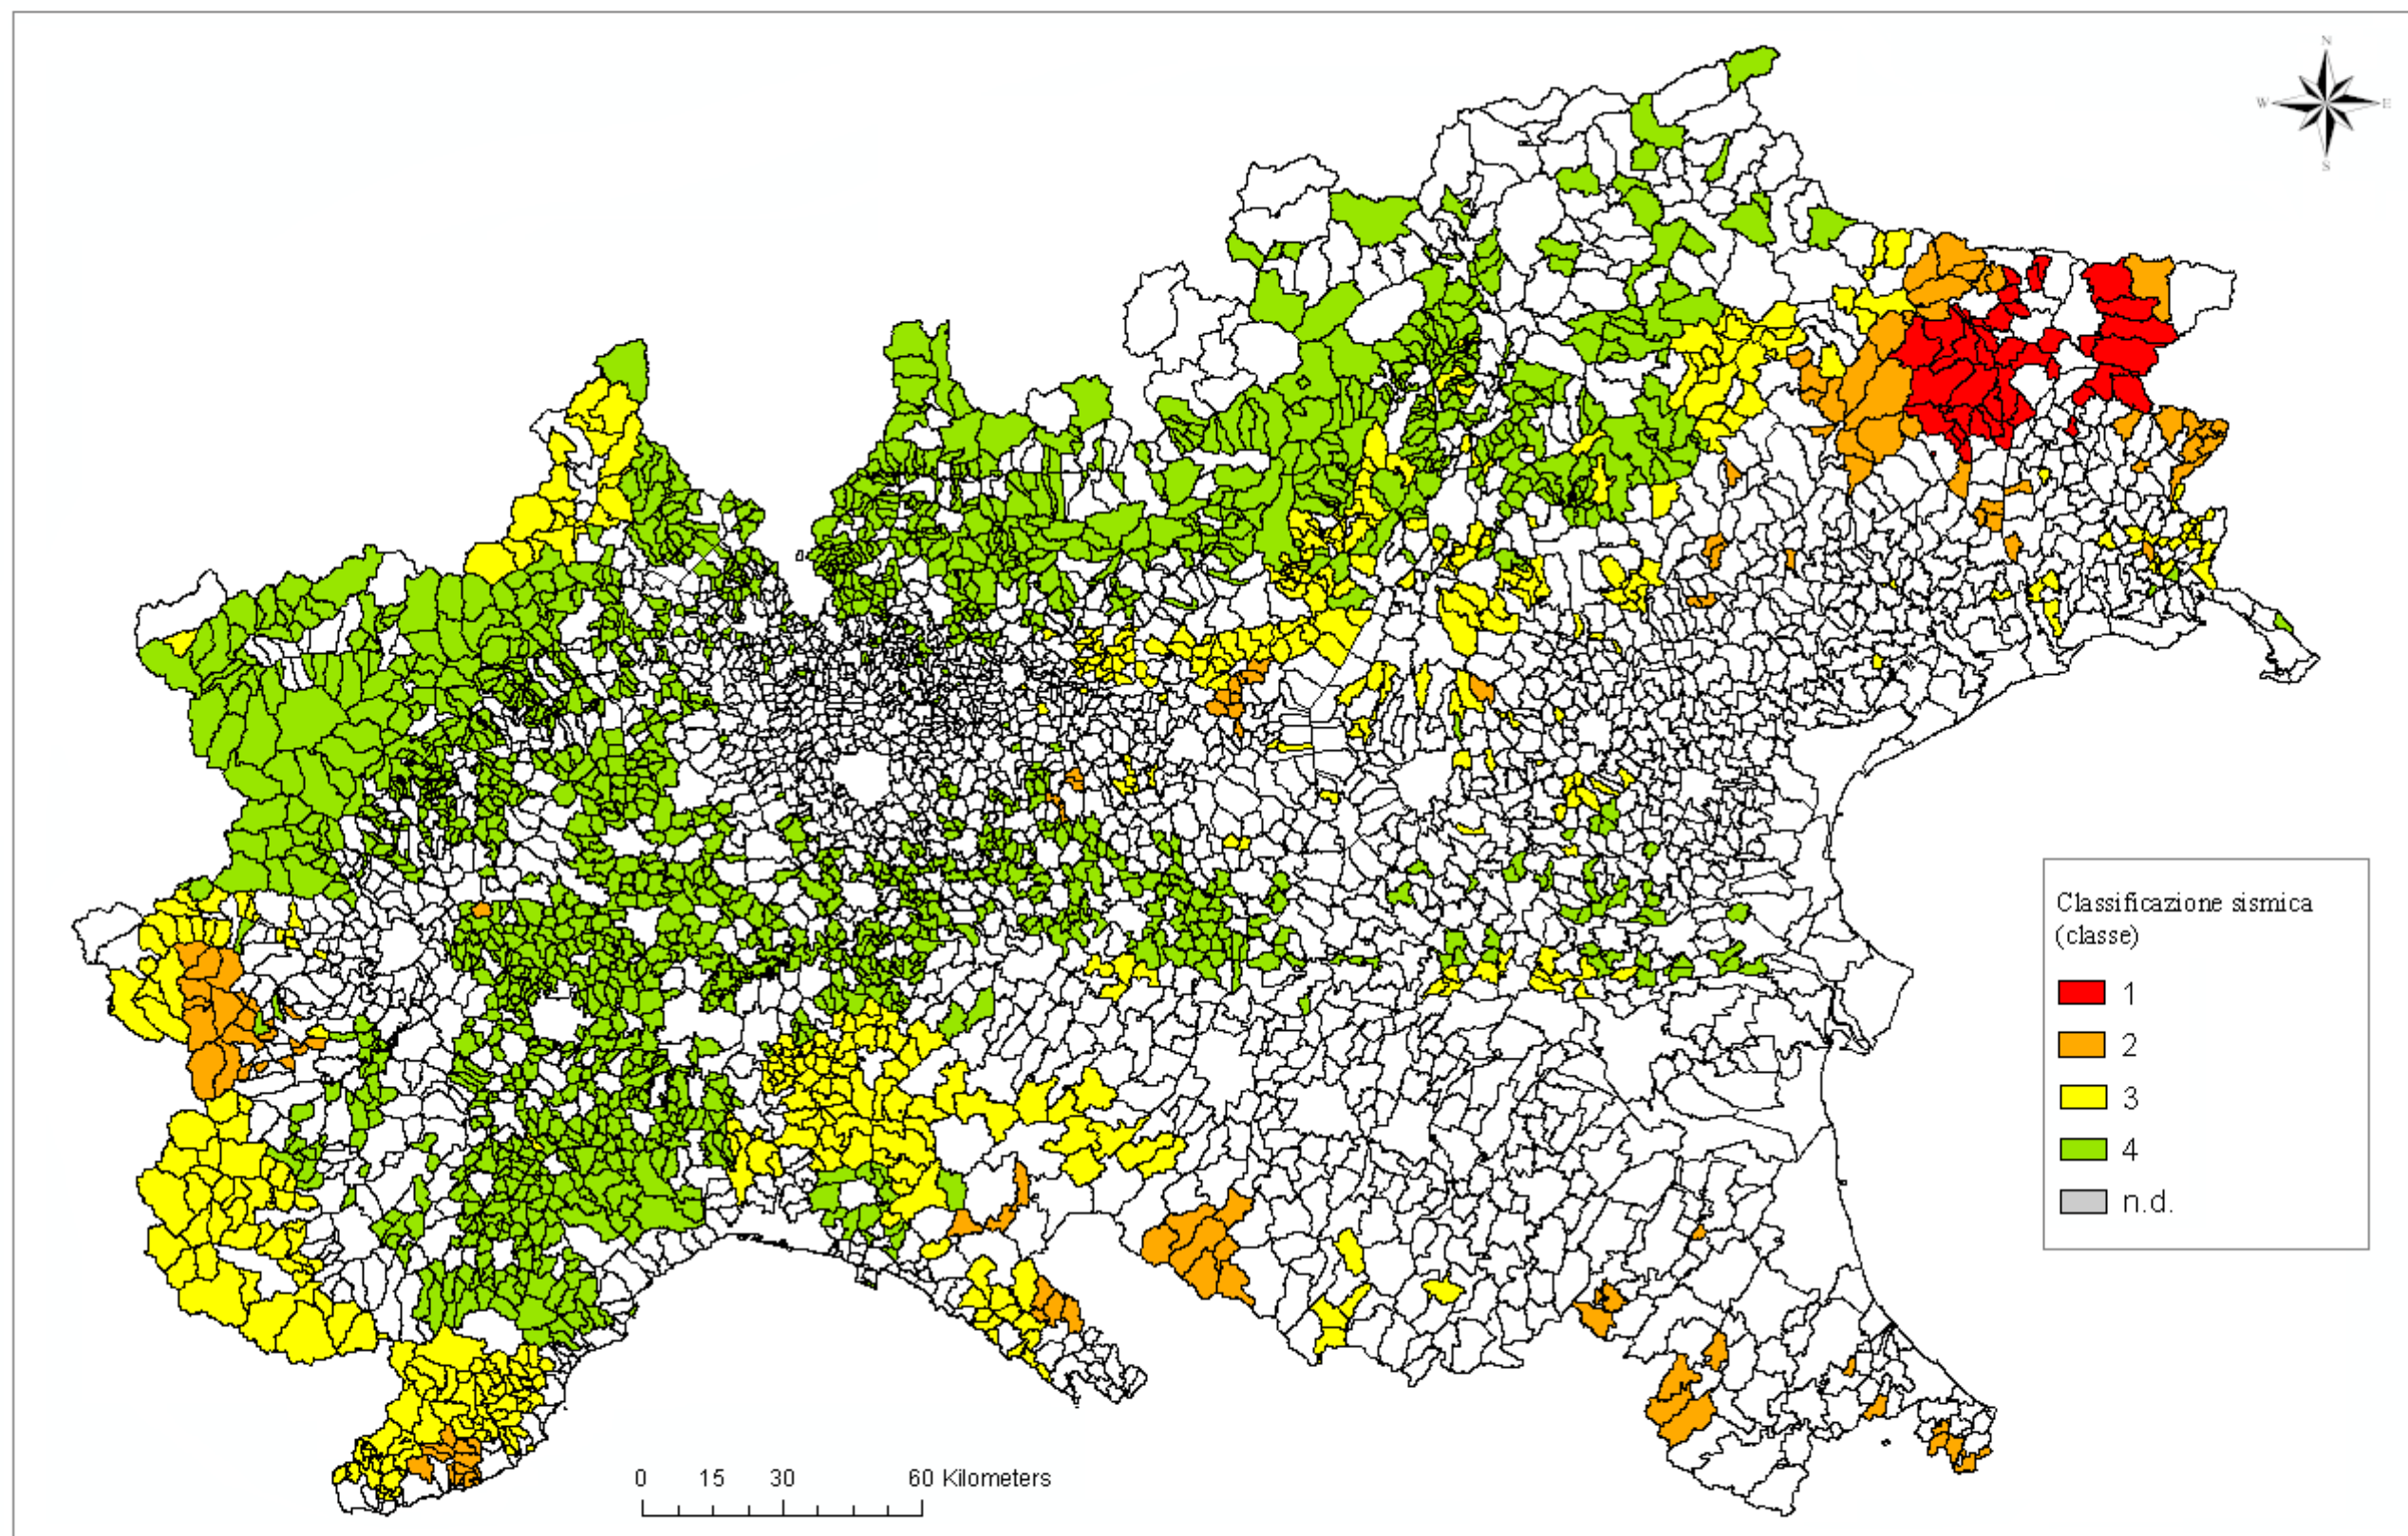 N
W E
S
Classificazione sismica
(classe)
1
2
3
4
n.d.
0 15 30 60 Kilometers